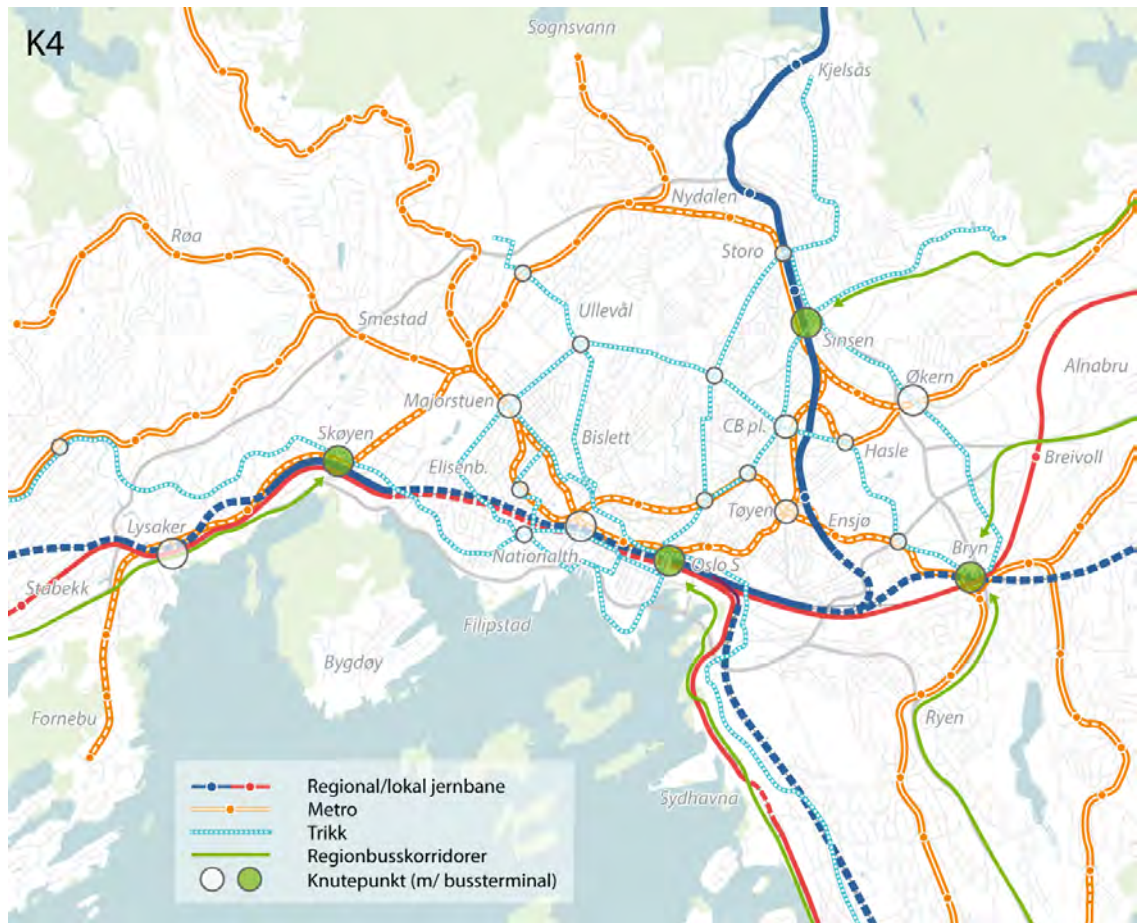 K4
Sognsvann
Kjelsås
Nydalen
Røa
Storo
Ullevål
Smestad
Sinsen
Økern
Alnabru
Majorstuen
CB pl.
Skøyen
Bislett
Hasle
Elisenb.
Breivoll
Tøyen
Ensjø
Lysaker
Nationalth.
Bryn
Oslo S
Stabekk
Filipstad
Bygdøy
Fornebu
Ryen
Sydhavna
Regional/lokal jernbane
Metro
Trikk
Regionbusskorridorer
Knutepunkt (m/ bussterminal)